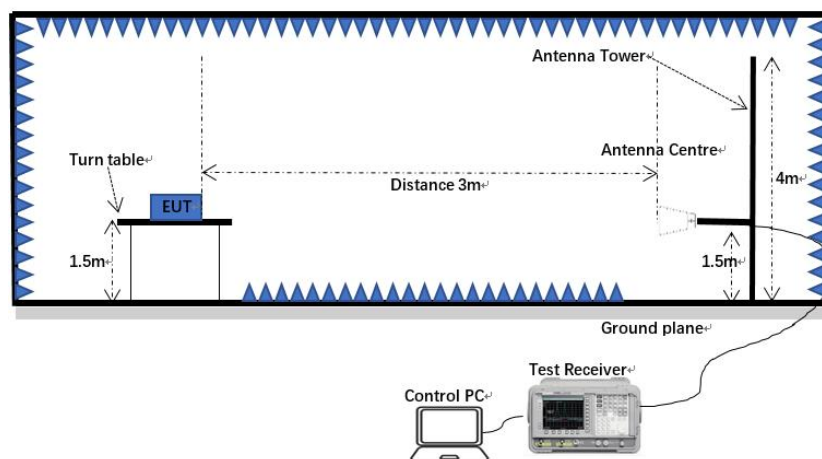 Antenna Tower
Turn table
Antenna Centre
Distance 3m
4m
EUT
1.5m
1.5m
Ground plane
Test Receiver
Control PC